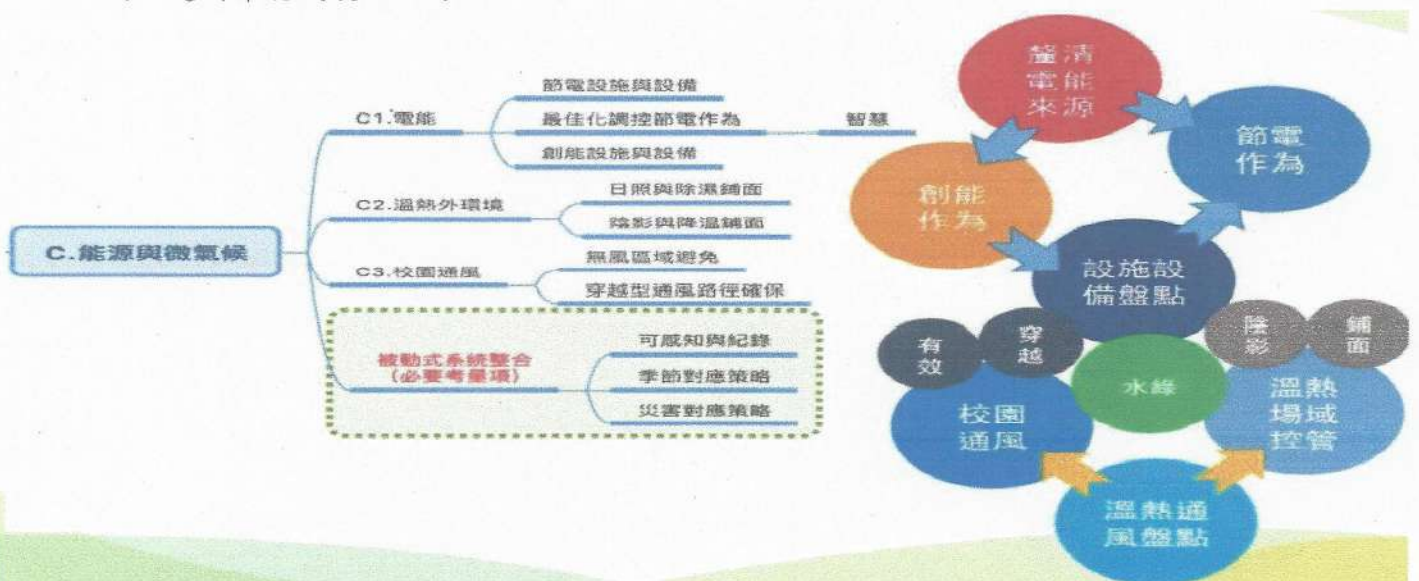 C.能源與微氣候
C1.電能
節電設施與設備
最佳化調控節電作為
智慧
創能設施與設備
C2.溫熱外環境
日照與除濕鋪面
陰影與降溫鋪面
C3.校園通風
無風區域避免
穿越型通風路徑確保
被動式系統整合
(必要考量項)
可感知與紀錄
季節對應策略
災害對應策略
釐清
電能
來源
節電
作為
創能
作為
設施設
備盤點
有
效
穿
越
陰
影
鋪
面
水綠
校園
通風
溫熱
場域
控管
溫熱通
風盤點